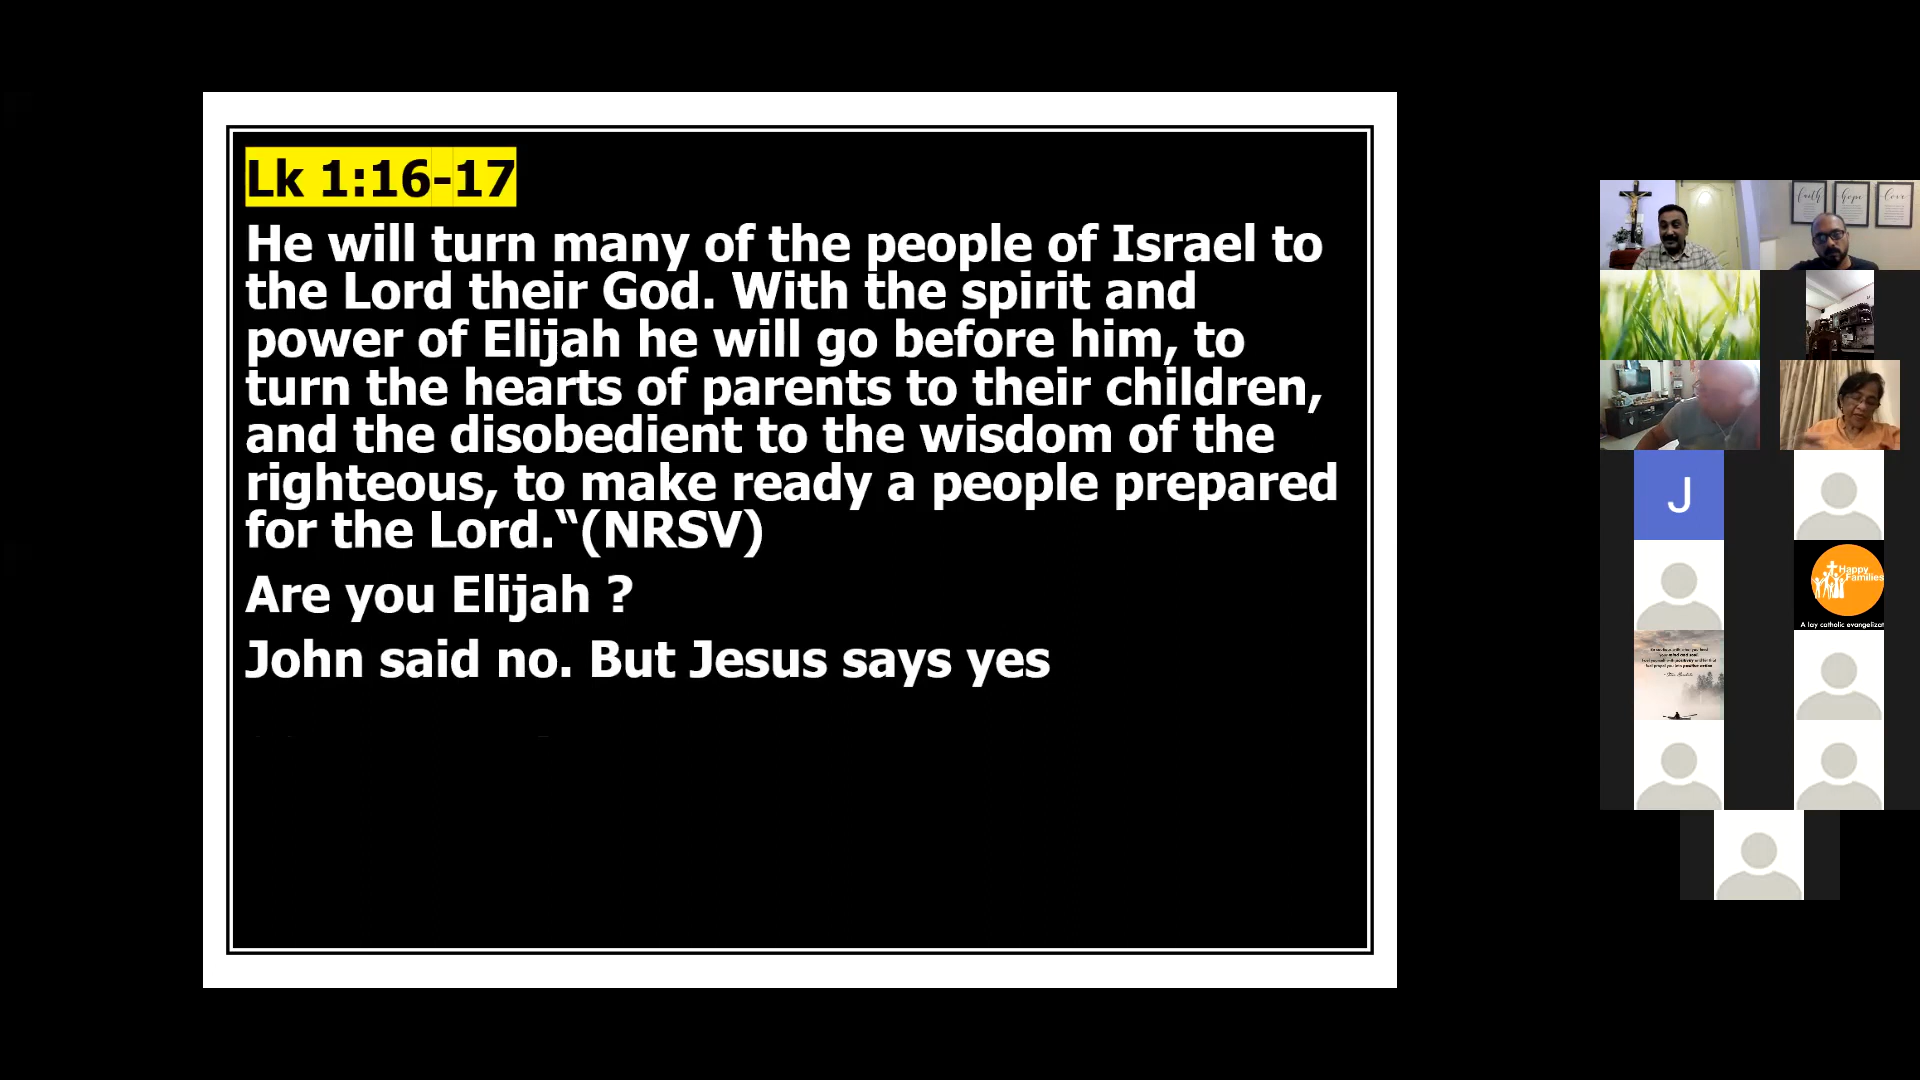 Lk 1:16-17
He will turn many of the people of Israel to
the Lord their God. With the spirit and
power of Elijah he will go before him, to
turn the hearts of parents to their children,
and the disobedient to the wisdom of the
righteous, to make ready a people prepared
for the Lord.‟(NRSV)
Are you Elijah ?
John said no. But Jesus says yes
faith
hope
love
J
Happy
Families
A lay catholic evangelizat